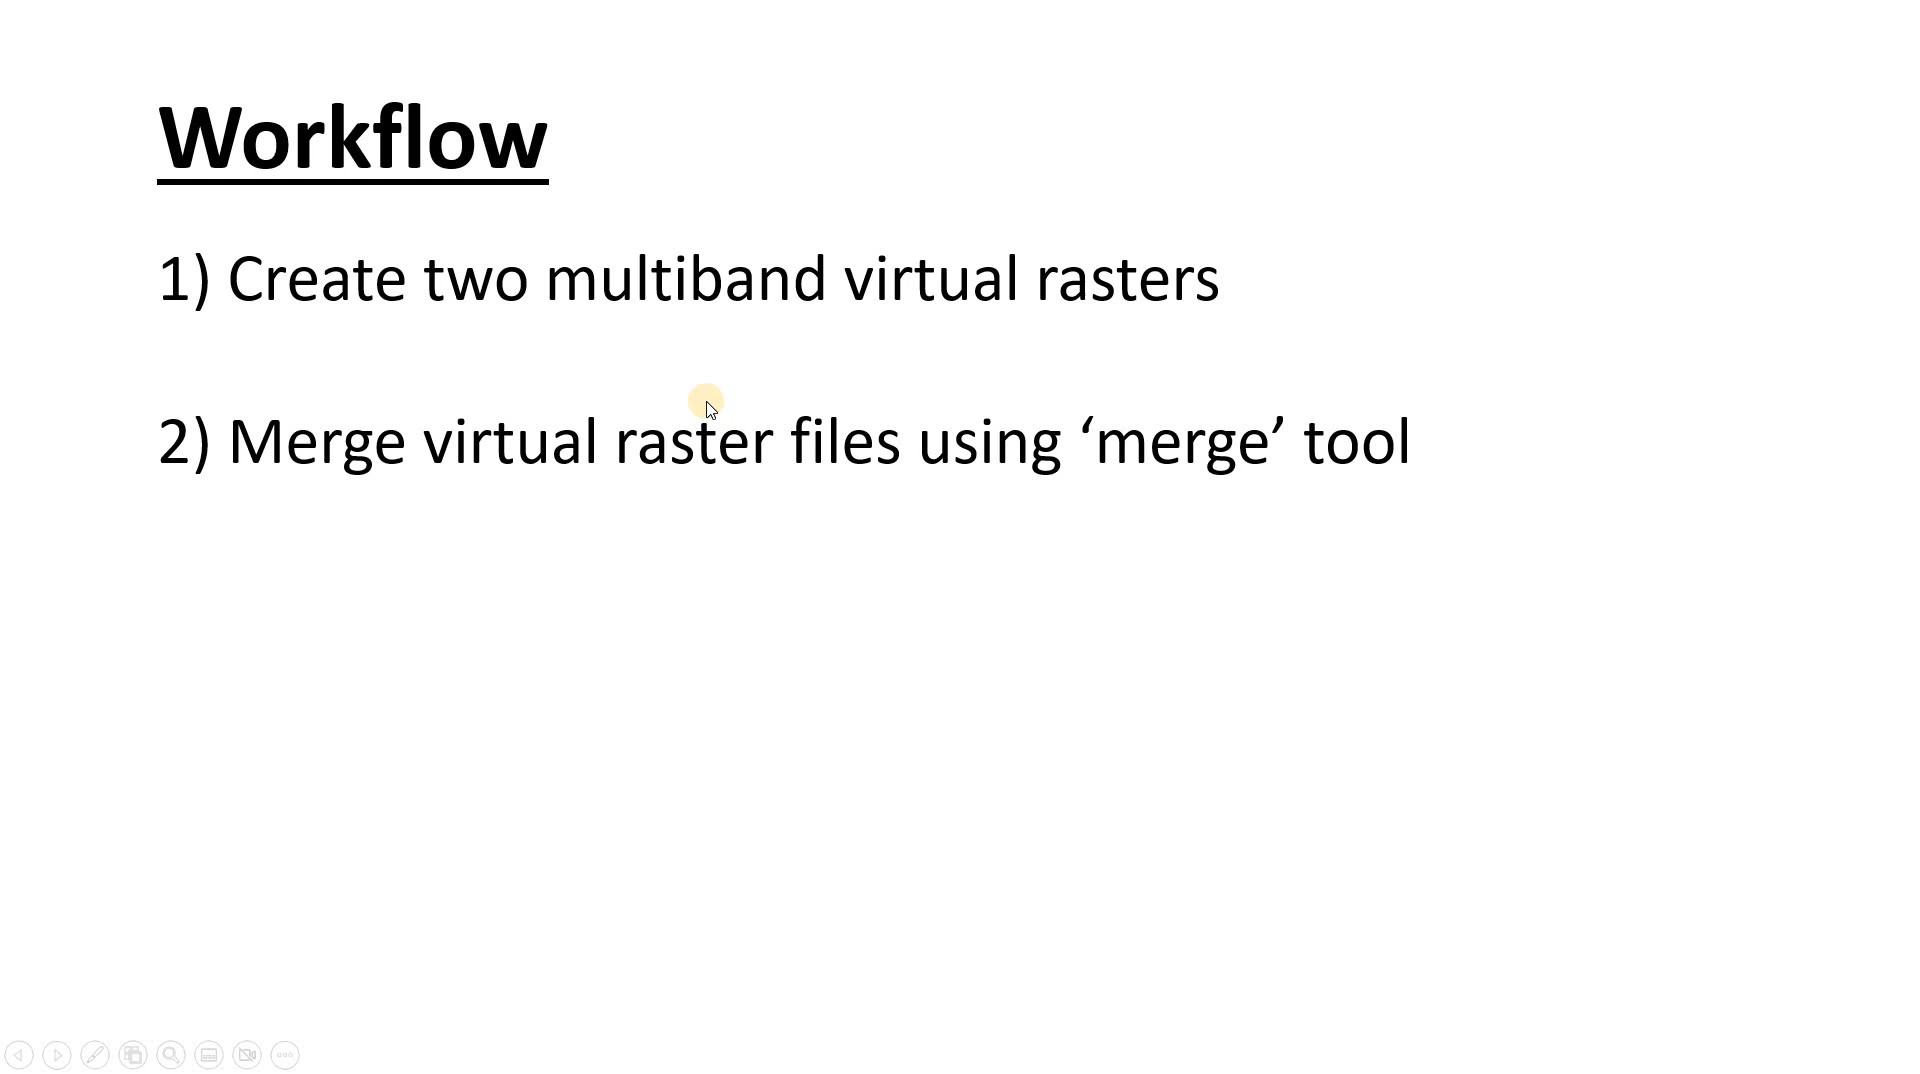 Workflow
1) Create two multiband virtual rasters
2) Merge virtual raster files using ‘merge’ tool